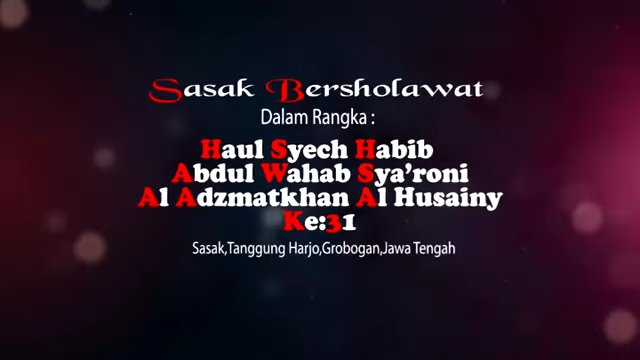 Sasak Bersholawat
Dalam Rangka :
Haul Syech Habib
Abdul Wahab Sya'roni
Al Adzmatkhan Al Husainy
Ke:31
Sasak,Tanggung Harjo,Grobogan,Jawa Tengah